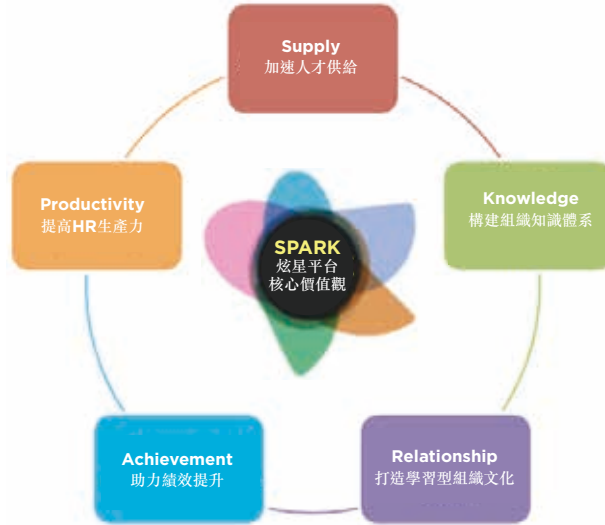 Supply
加速人才供給
Productivity
提高HR生產力
Knowledge
構建組織知識體系
SPARK
炫星平台
核心價值觀
Achievement
助力績效提升
Relationship
打造學習型組織文化